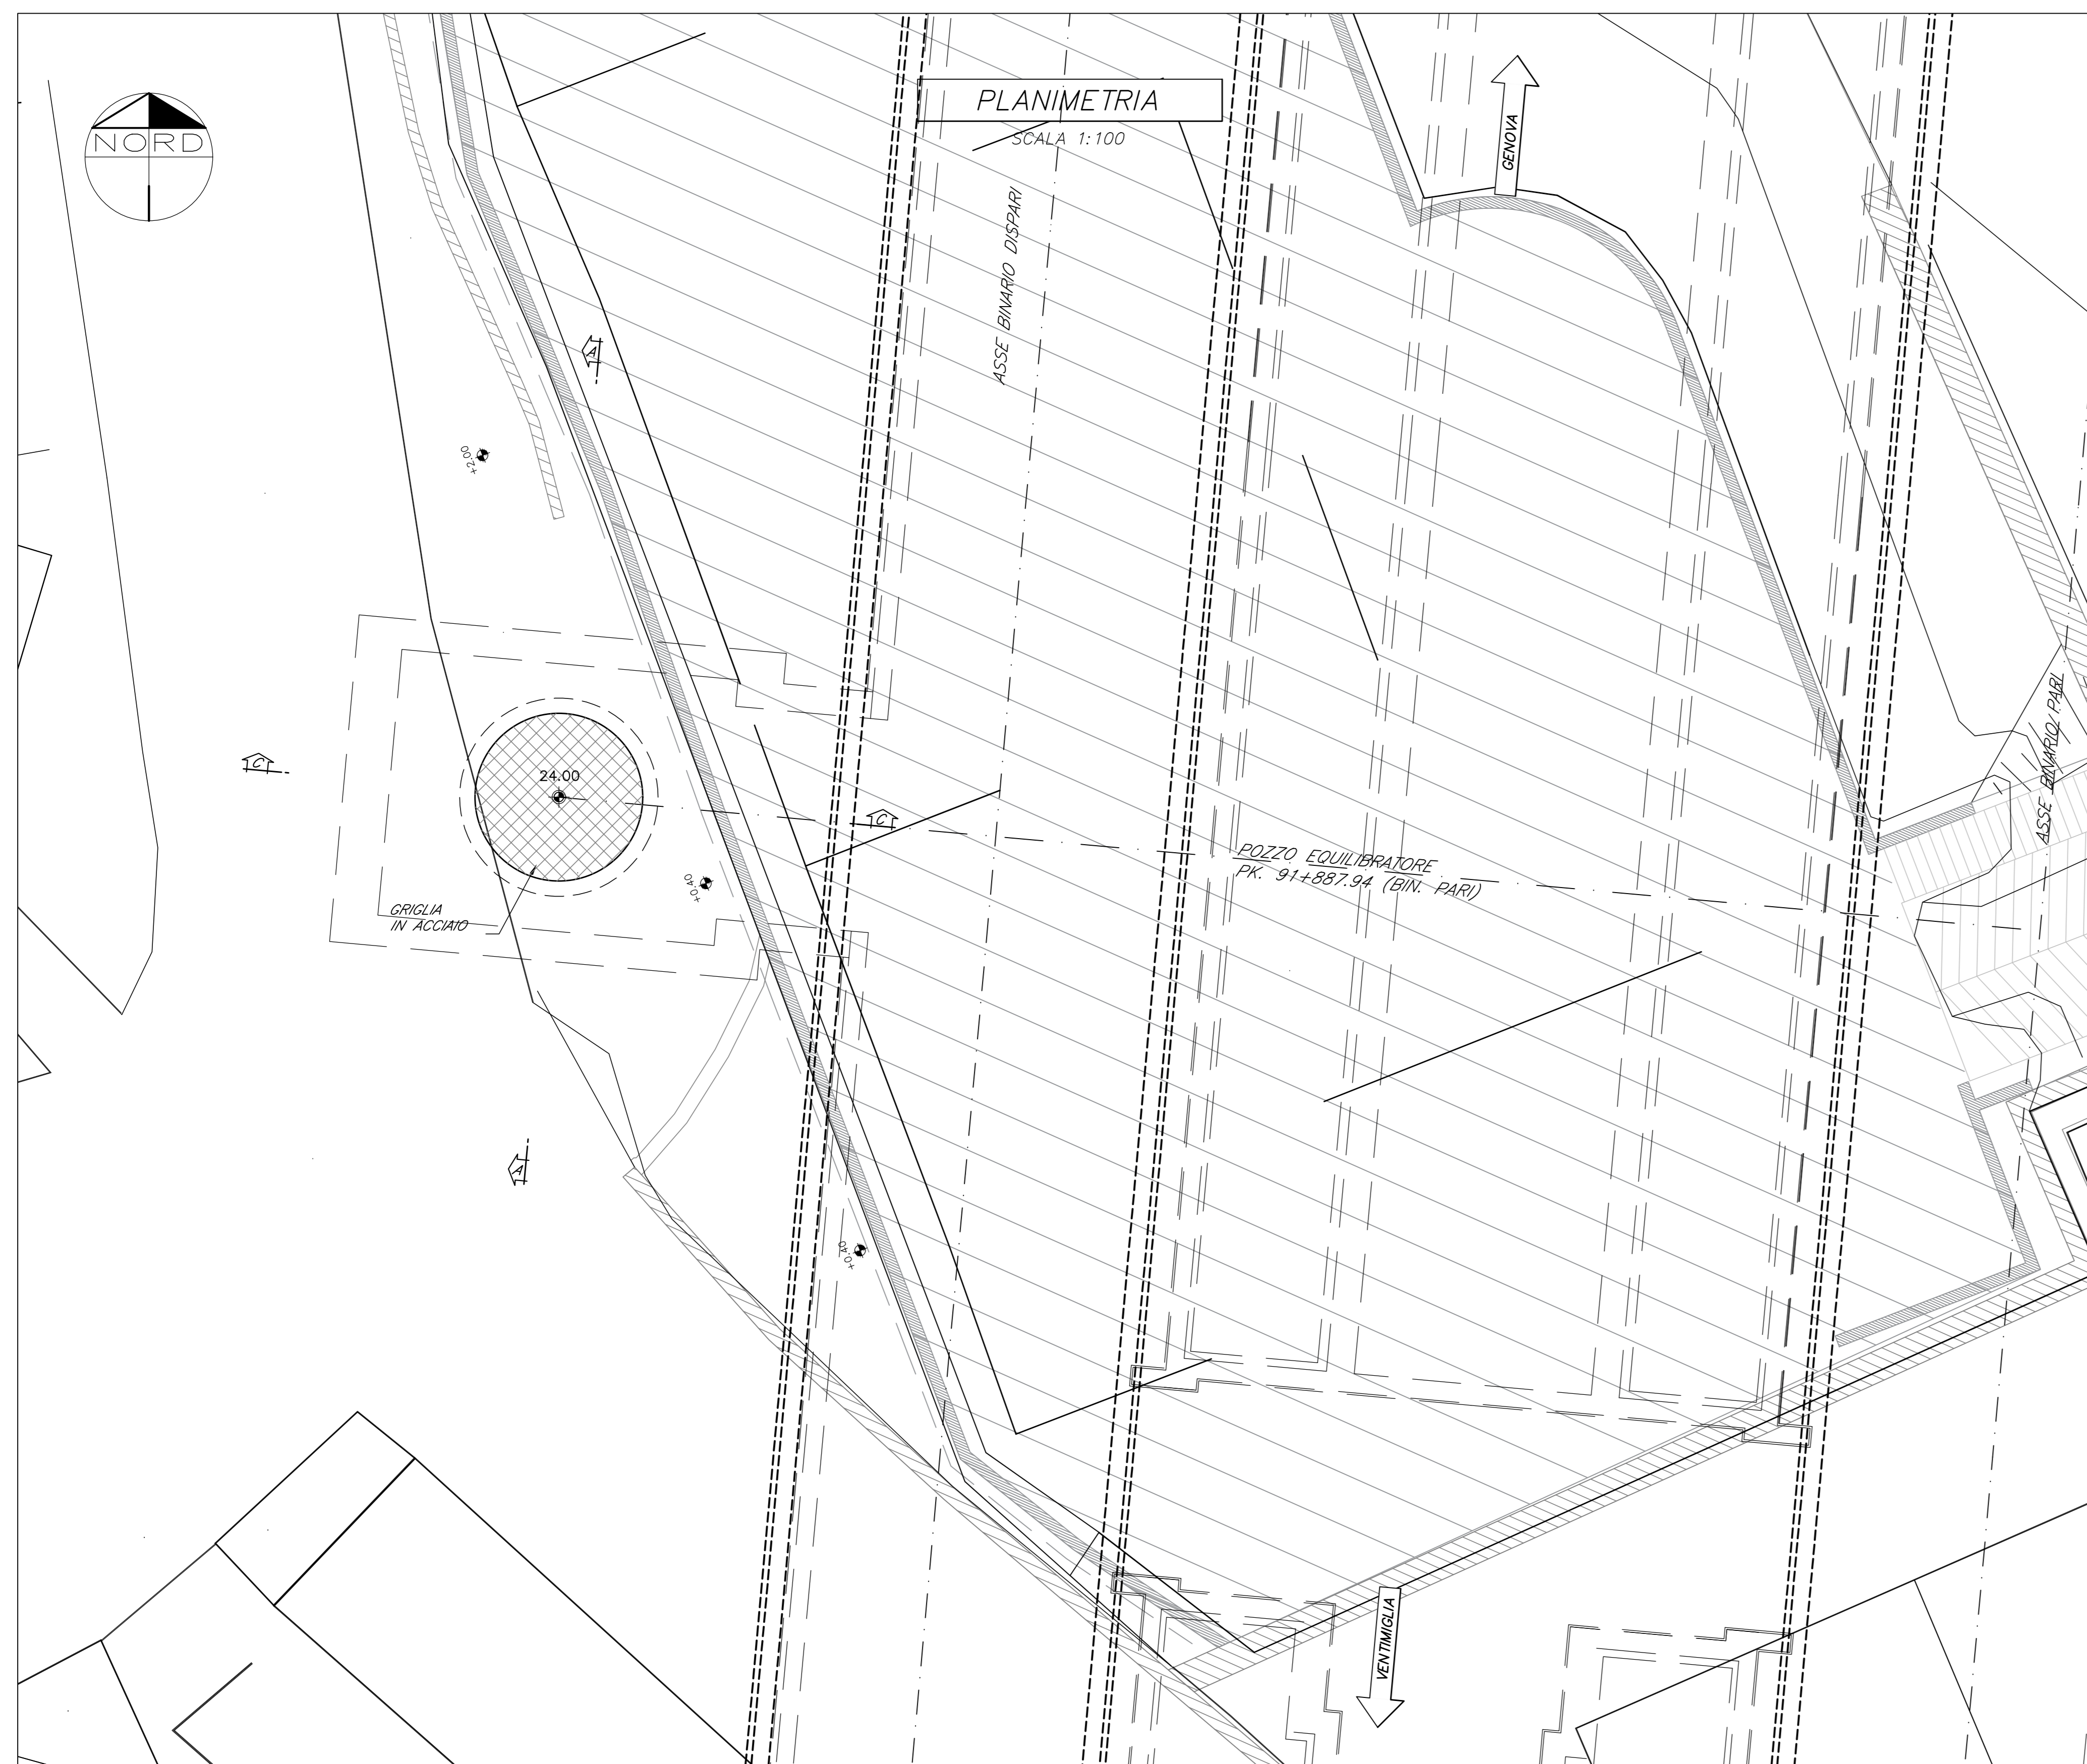 PLANIMETRIA
SCALA 1:100
NORD
GENOVA
ASSE BINARIO DISPARI
A
+2.00
C
24.00
C
ASSE BINARIO PARI
POZZO EQUILIBRATORE
PK. 91+887.94 (BIN. PARI)
+0.40
GRIGLIA
IN ACCIAIO
A
+0.40
VENTIMIGLIA